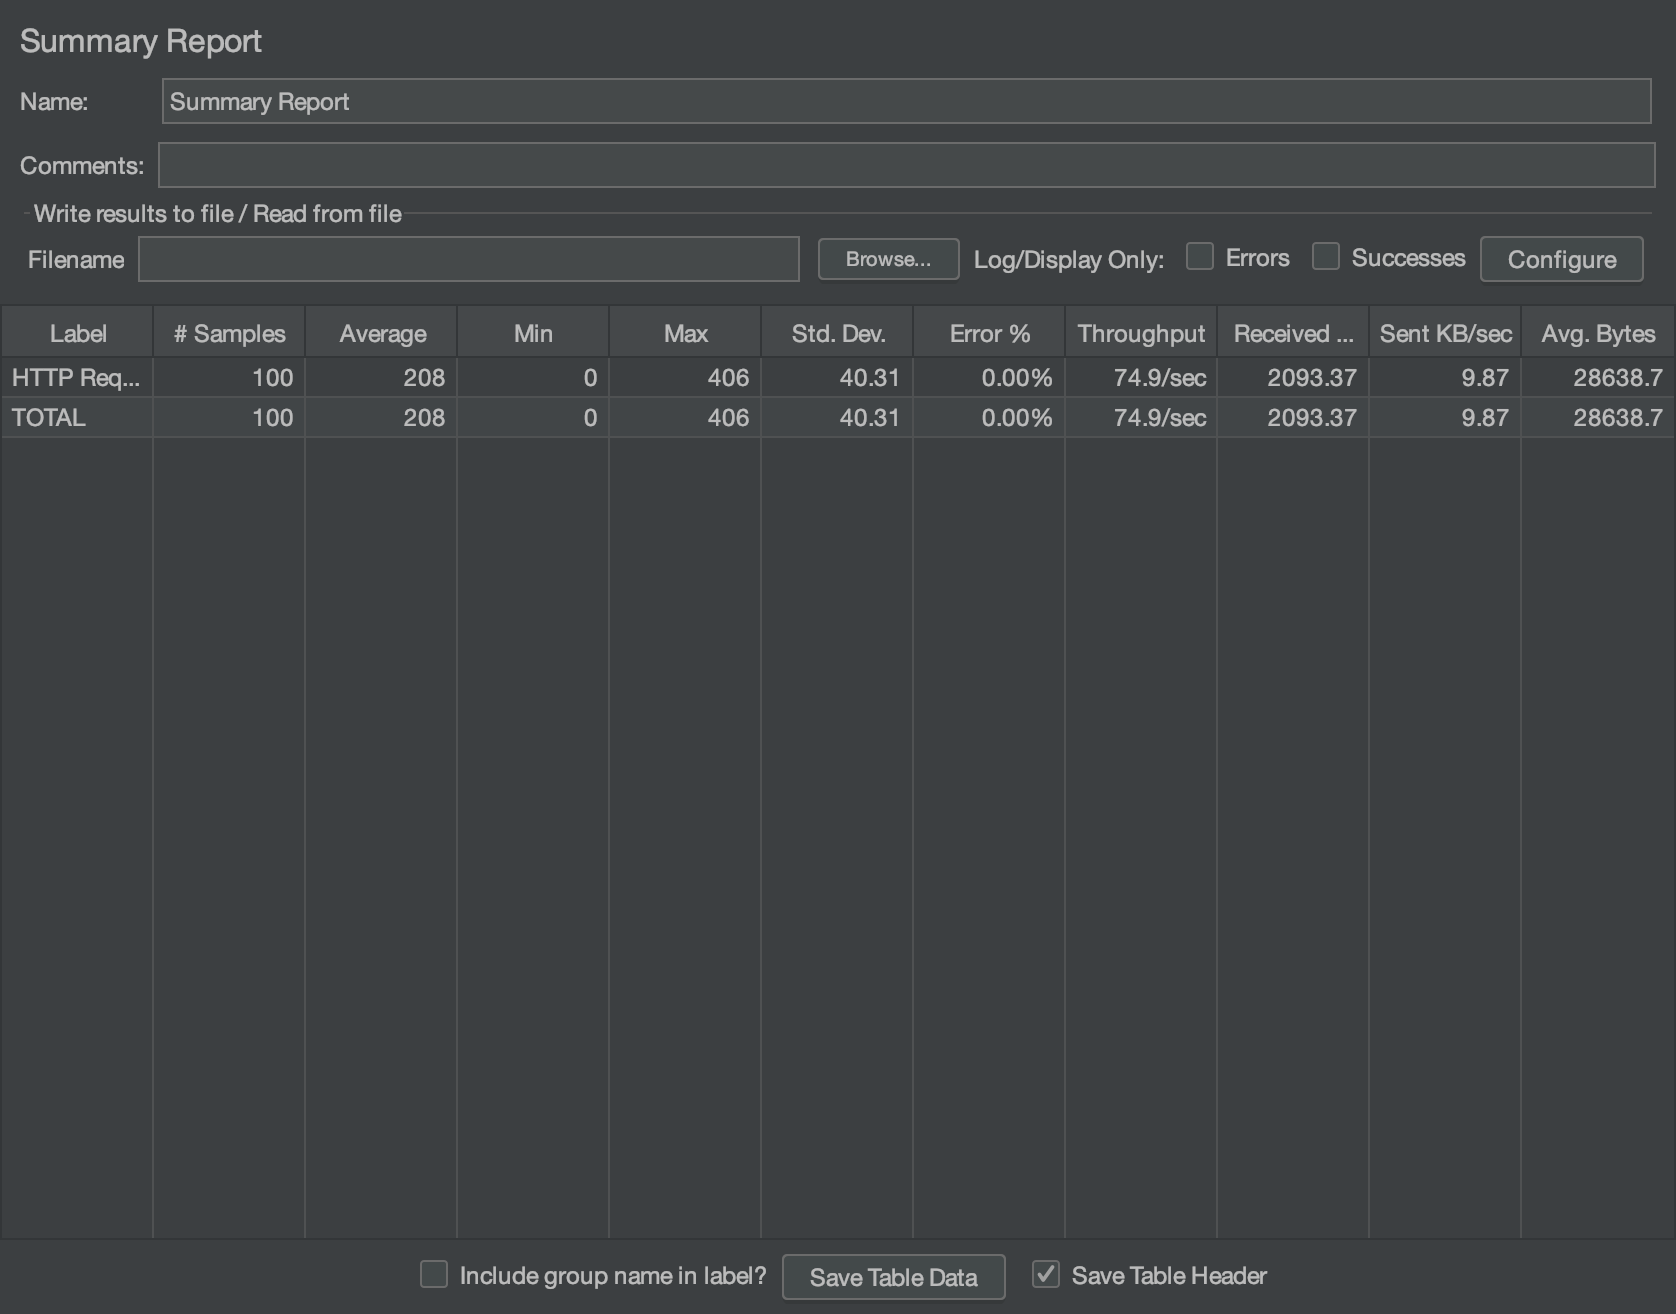 Summary Report
Name: Summary Report
Comments:
Write results to file / Read from file
Filename Browse... Log/Display Only: Errors Successes Configure
Label # Samples Average Min Max Std. Dev. Error % Throughput Received ... Sent KB/sec Avg. Bytes
HTTP Req... 100 208 0 406 40.31 0.00% 74.9/sec 2093.37 9.87 28638.7
TOTAL 100 208 0 406 40.31 0.00% 74.9/sec 2093.37 9.87 28638.7
Include group name in label? Save Table Data Save Table Header